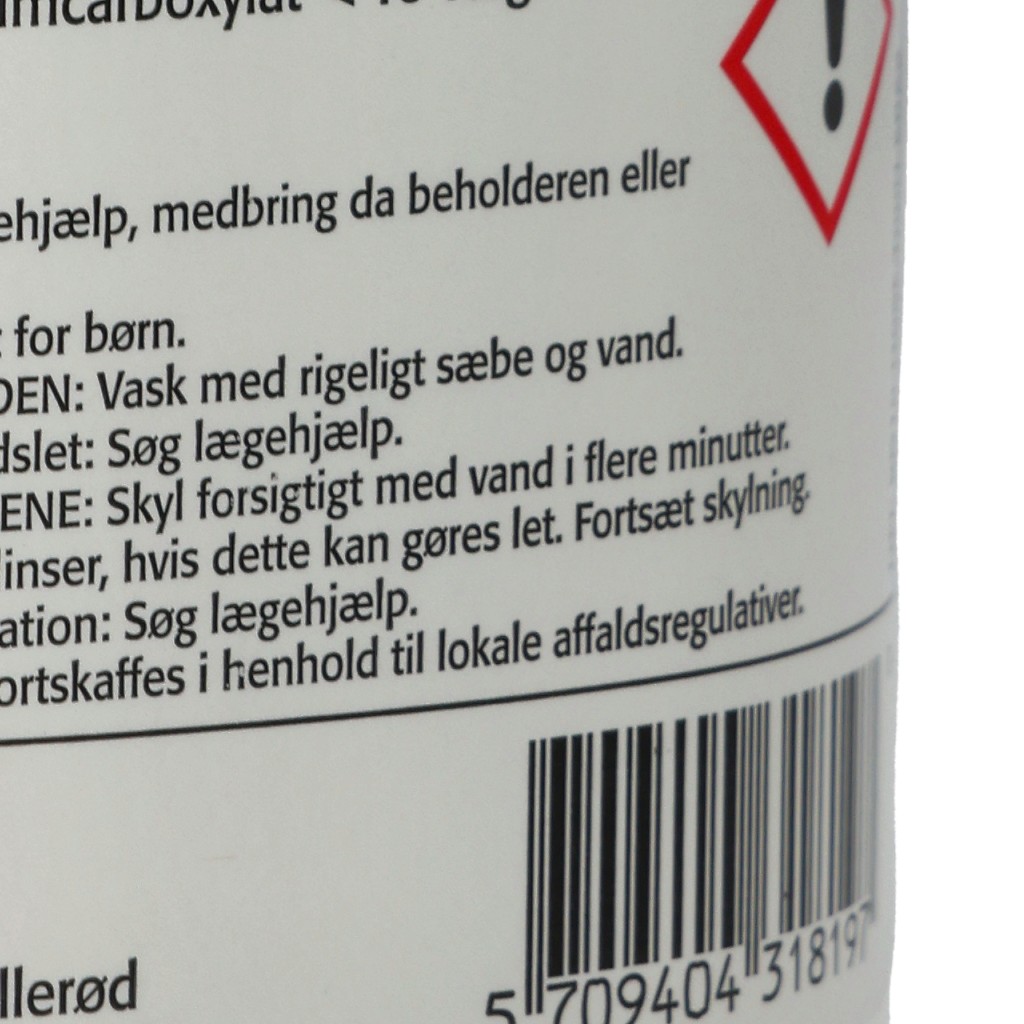 ehjælp, medbring da beholderen eller
for børn.
DEN: Vask med rigeligt sæbe og vand.
dslet: Søg lægehjælp.
ENE: Skyl forsigtigt med vand i flere minutter.
linser, hvis dette kan gøres let. Fortsæt skylning.
ation: Søg lægehjælp.
ortskaffes i henhold til lokale affaldsregulativer.
llerød
5 709404 318197